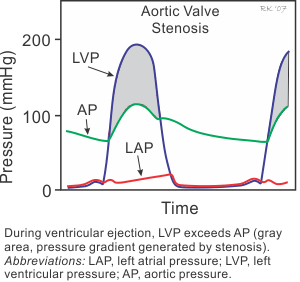 Aortic Valve
Stenosis
RK '07
200
LVP
Pressure (mmHg)
AP
100
LAP
0
Time
During ventricular ejection, LVP exceeds AP (gray
area, pressure gradient generated by stenosis).
Abbreviations: LAP, left atrial pressure; LVP, left
ventricular pressure; AP, aortic pressure.